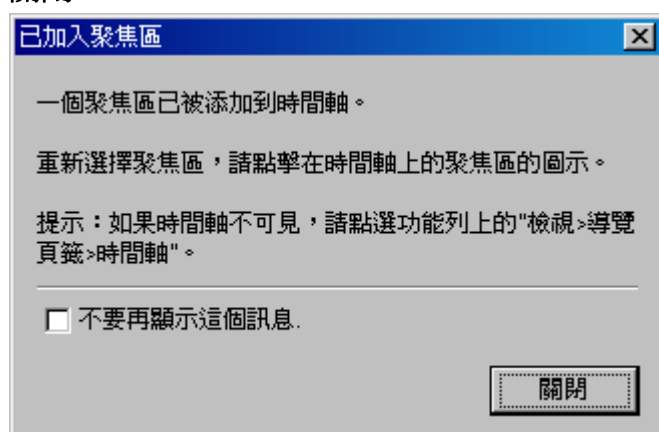 已加入聚焦區
一個聚焦區已被添加到時間軸。
重新選擇聚焦區，請點擊在時間軸上的聚焦區的圖示。
提示：如果時間軸不可見，請點選功能列上的"檢視>導覽
頁籤>時間軸"。
不要再顯示這個訊息.
關閉